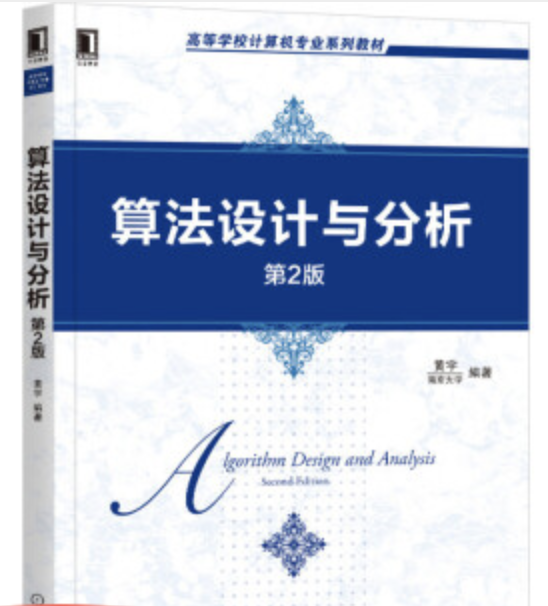 高等学校计算机专业系列教材
算法设计与分析
第2版
黄宇
南京大学
编著
Algorithm Design and Analysis
Second Edition
算法设计与分析 第2版
黄宇 编著